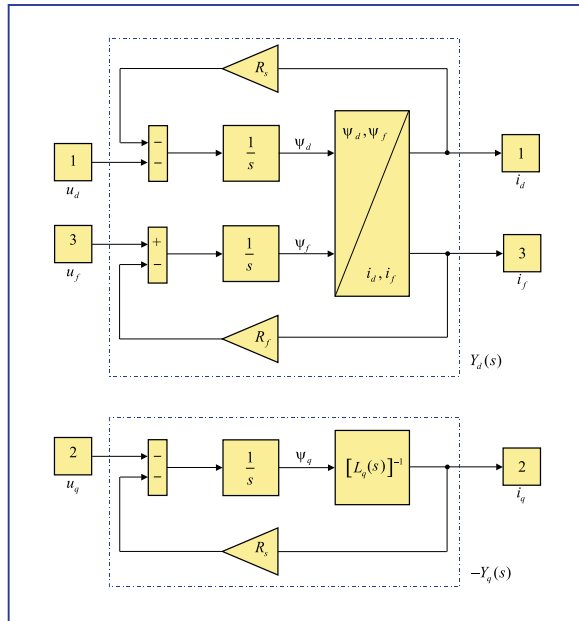 R_s
−
−
1
u_d
1/s
ψ_d
ψ_d, ψ_f
i_d, i_f
1
i_d
3
u_f
+
−
1/s
ψ_f
3
i_f
R_f
Y_d(s)
2
u_q
−
−
1/s
ψ_q
[L_q(s)]^{-1}
2
i_q
R_s
−Y_q(s)